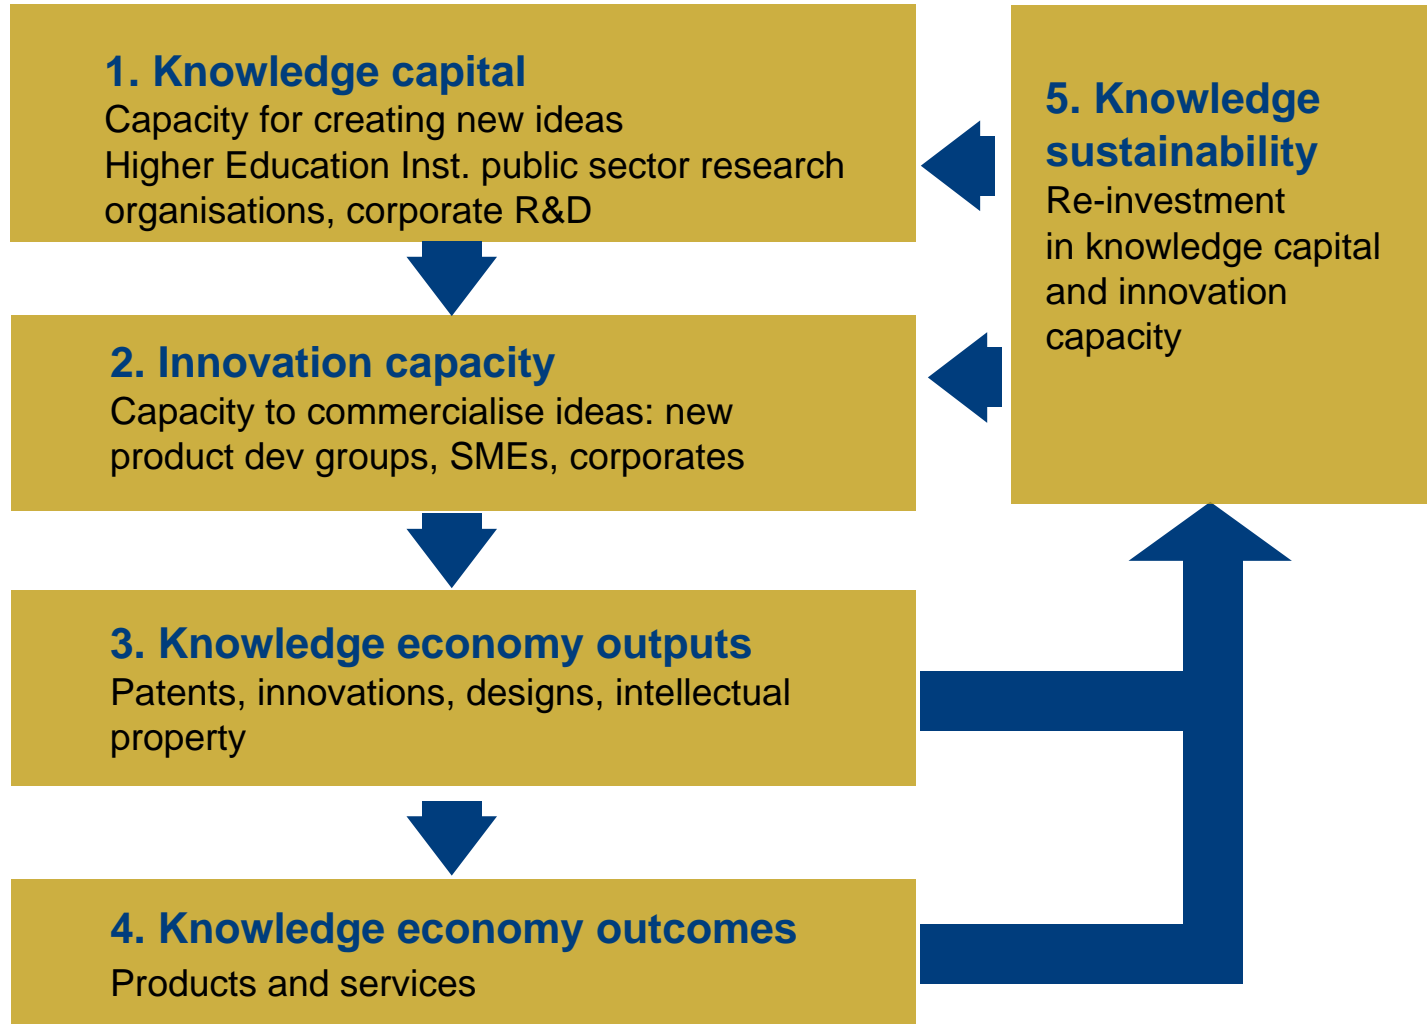 1. Knowledge capital
Capacity for creating new ideas
Higher Education Inst. public sector research
organisations, corporate R&D
2. Innovation capacity
Capacity to commercialise ideas: new
product dev groups, SMEs, corporates
3. Knowledge economy outputs
Patents, innovations, designs, intellectual
property
4. Knowledge economy outcomes
Products and services
5. Knowledge
sustainability
Re-investment
in knowledge capital
and innovation
capacity